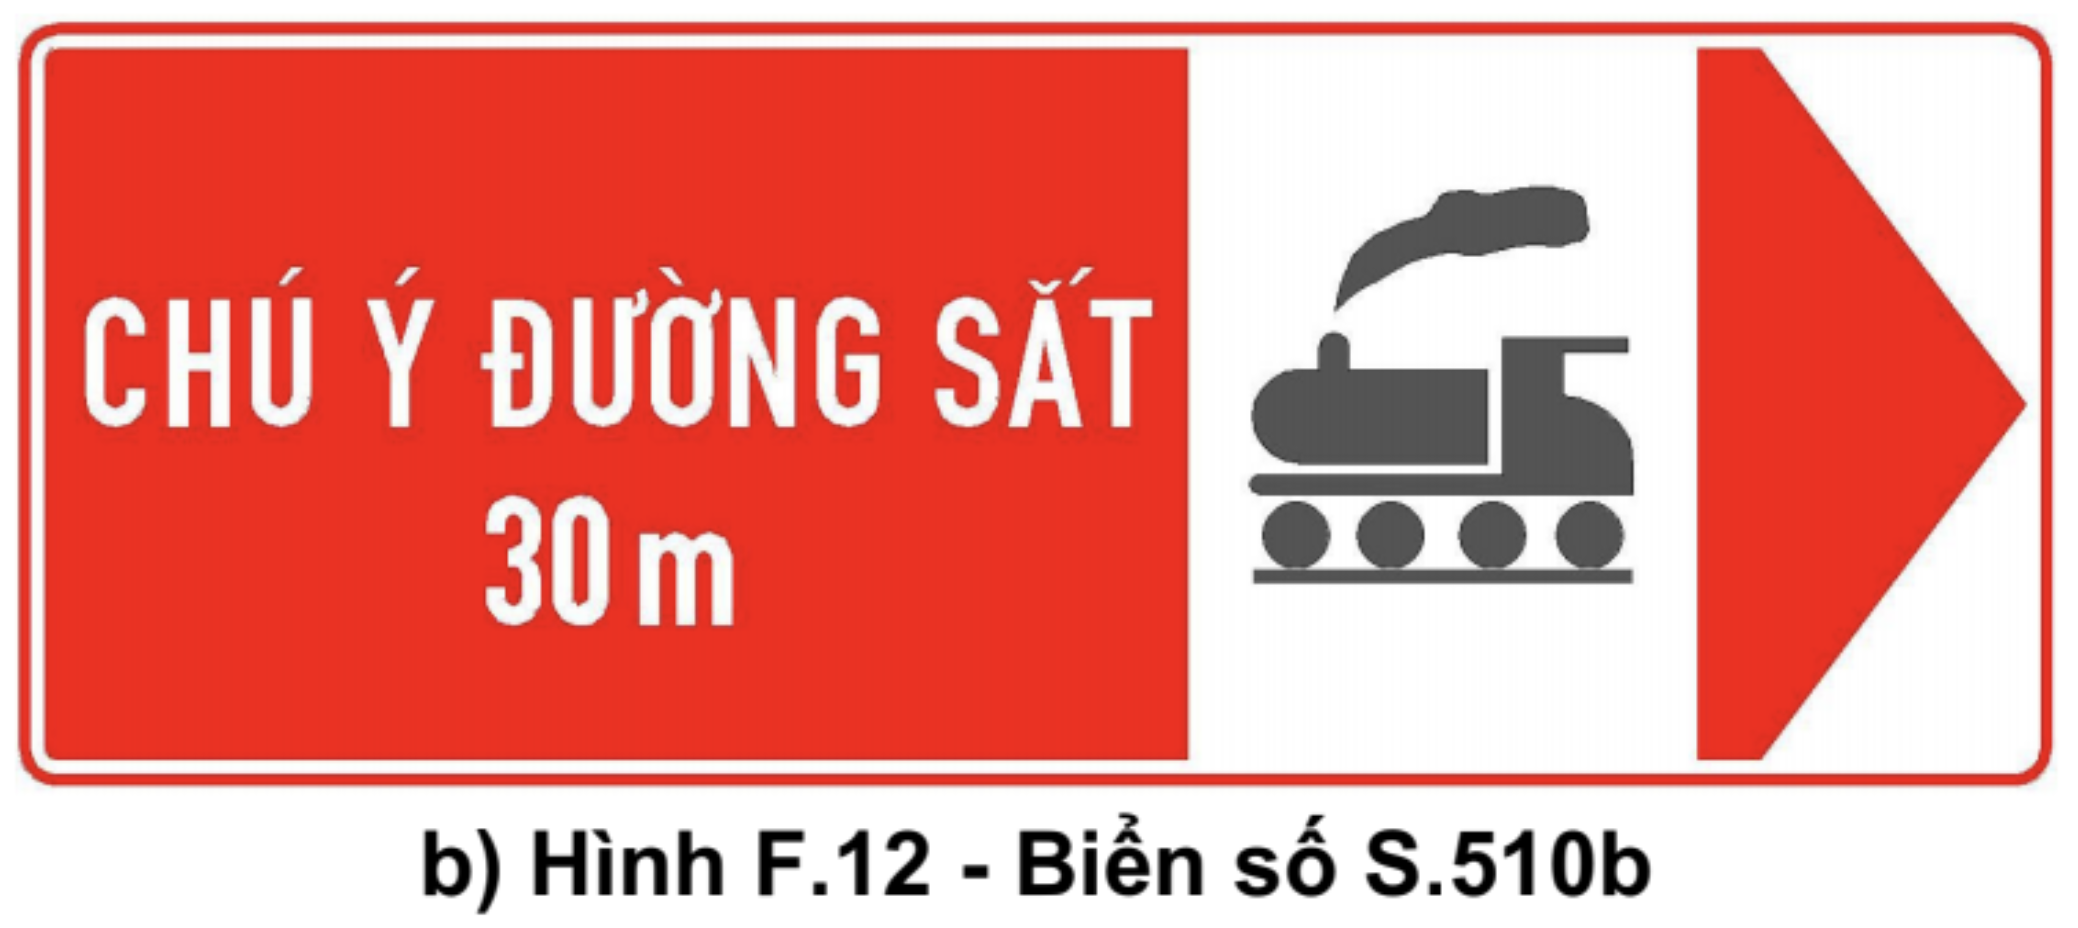 CHÚ Ý ĐƯỜNG SẮT
30 m
b) Hình F.12 - Biển số S.510b